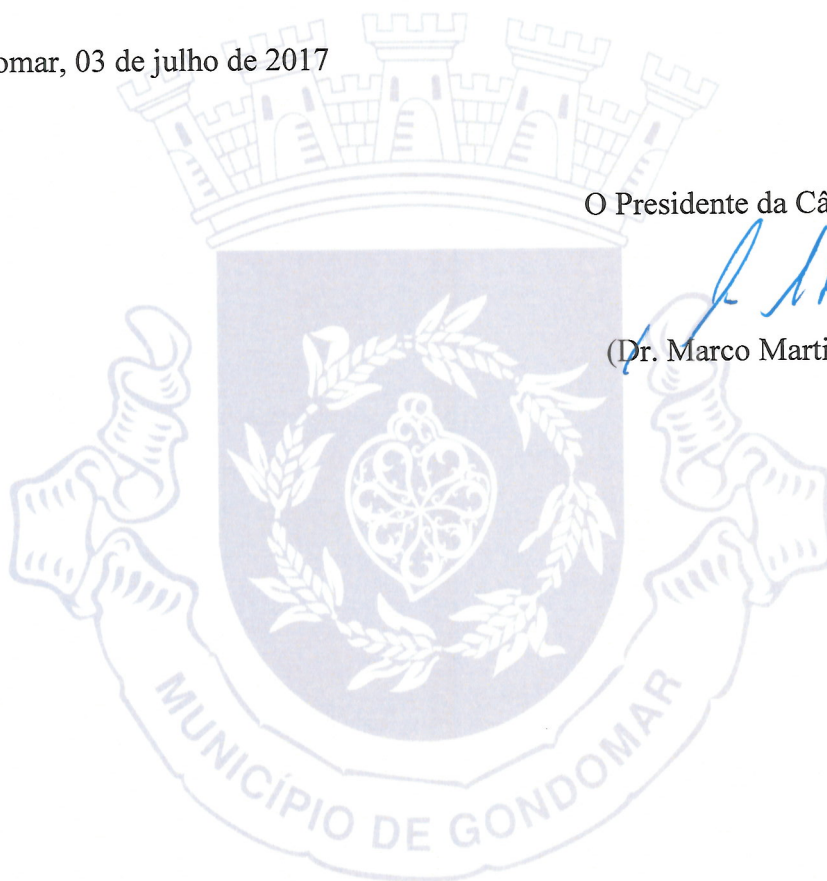 omar, 03 de julho de 2017
O Presidente da Câ
(Dr. Marco Marti
MUNICÍPIO DE GONDOMAR